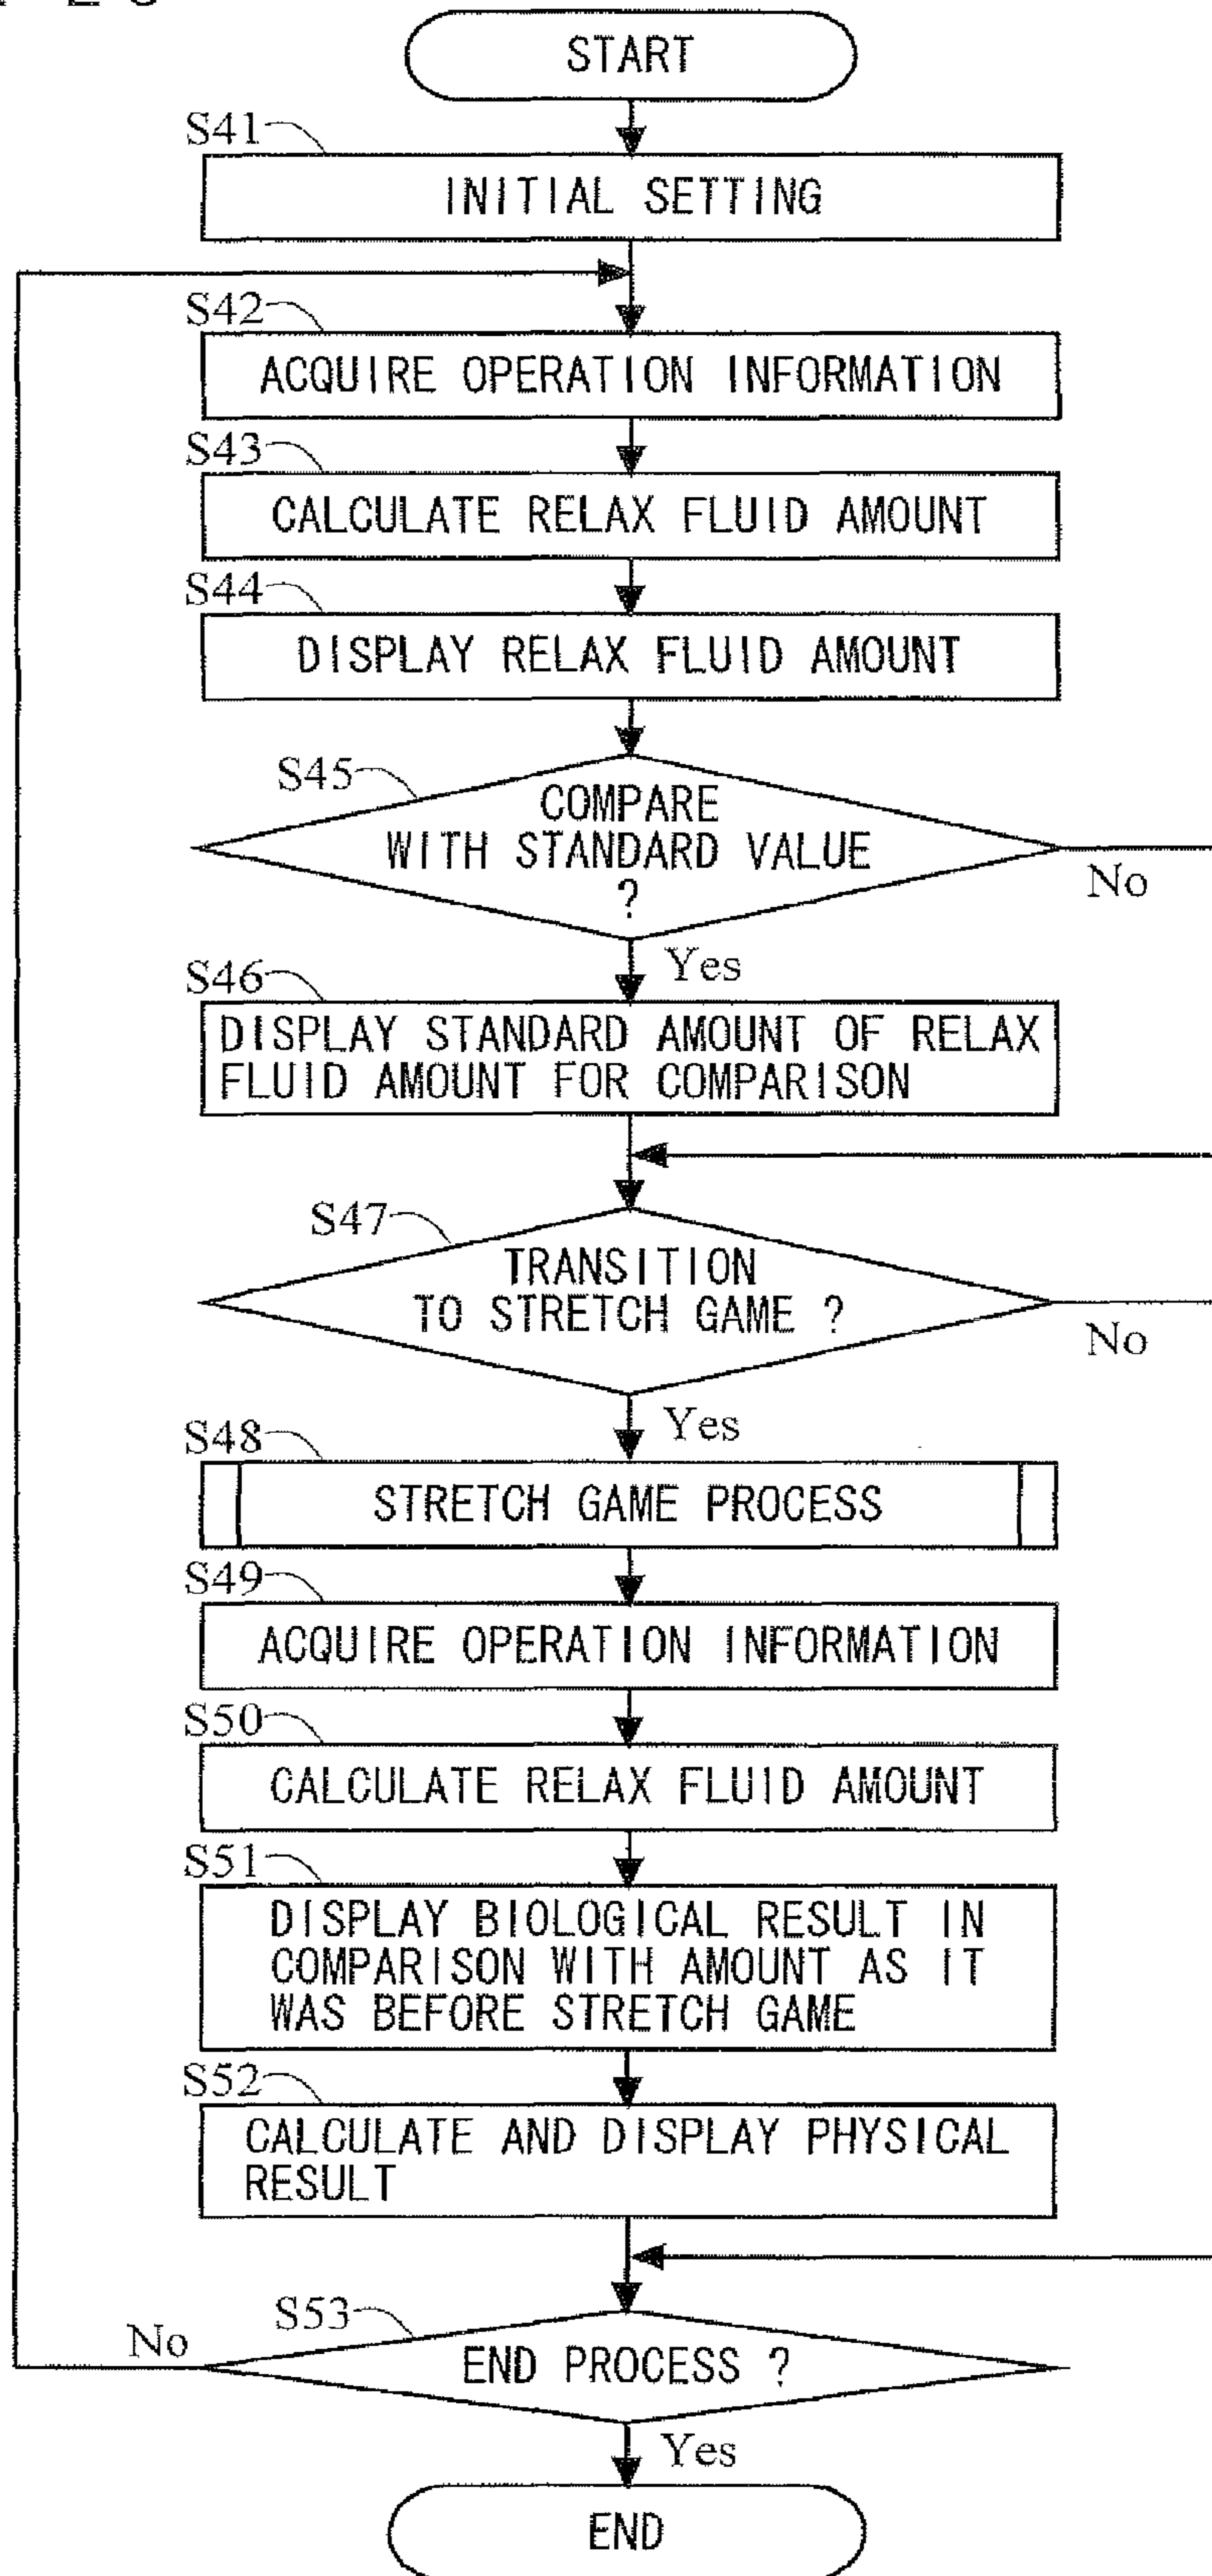 START
S41
INITIAL SETTING
S42
ACQUIRE OPERATION INFORMATION
S43
CALCULATE RELAX FLUID AMOUNT
S44
DISPLAY RELAX FLUID AMOUNT
S45
COMPARE
WITH STANDARD VALUE
?
No
Yes
S46
DISPLAY STANDARD AMOUNT OF RELAX
FLUID AMOUNT FOR COMPARISON
S47
TRANSITION
TO STRETCH GAME ?
No
Yes
S48
STRETCH GAME PROCESS
S49
ACQUIRE OPERATION INFORMATION
S50
CALCULATE RELAX FLUID AMOUNT
S51
DISPLAY BIOLOGICAL RESULT IN
COMPARISON WITH AMOUNT AS IT
WAS BEFORE STRETCH GAME
S52
CALCULATE AND DISPLAY PHYSICAL
RESULT
S53
No
END PROCESS ?
Yes
END